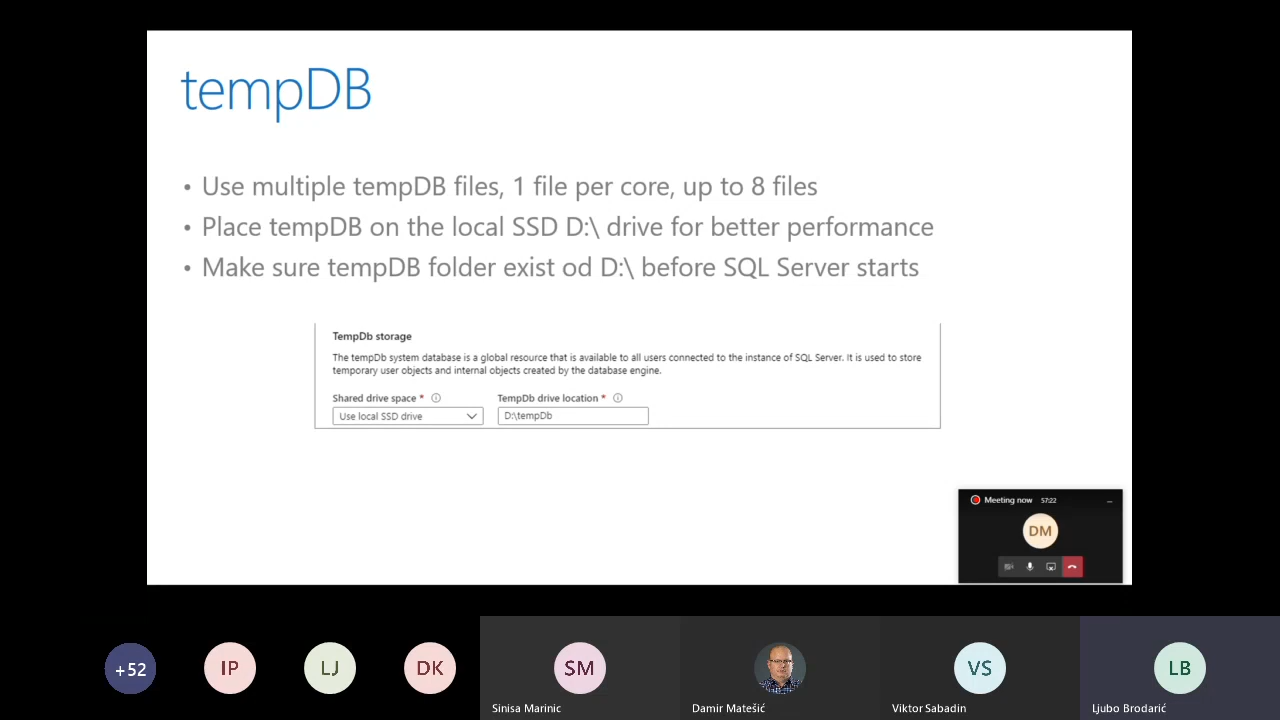 tempDB
• Use multiple tempDB files, 1 file per core, up to 8 files
• Place tempDB on the local SSD D:\ drive for better performance
• Make sure tempDB folder exist od D:\ before SQL Server starts
TempDb storage
The tempDb system database is a global resource that is available to all users connected to the instance of SQL Server. It is used to store
temporary user objects and internal objects created by the database engine.
Shared drive space * TempDb drive location *
Use local SSD drive D:\tempDb
Meeting now 57:22
DM
+52 IP LJ DK SM VS LB
Sinisa Marinic Damir Matešić Viktor Sabadin Ljubo Brodarić